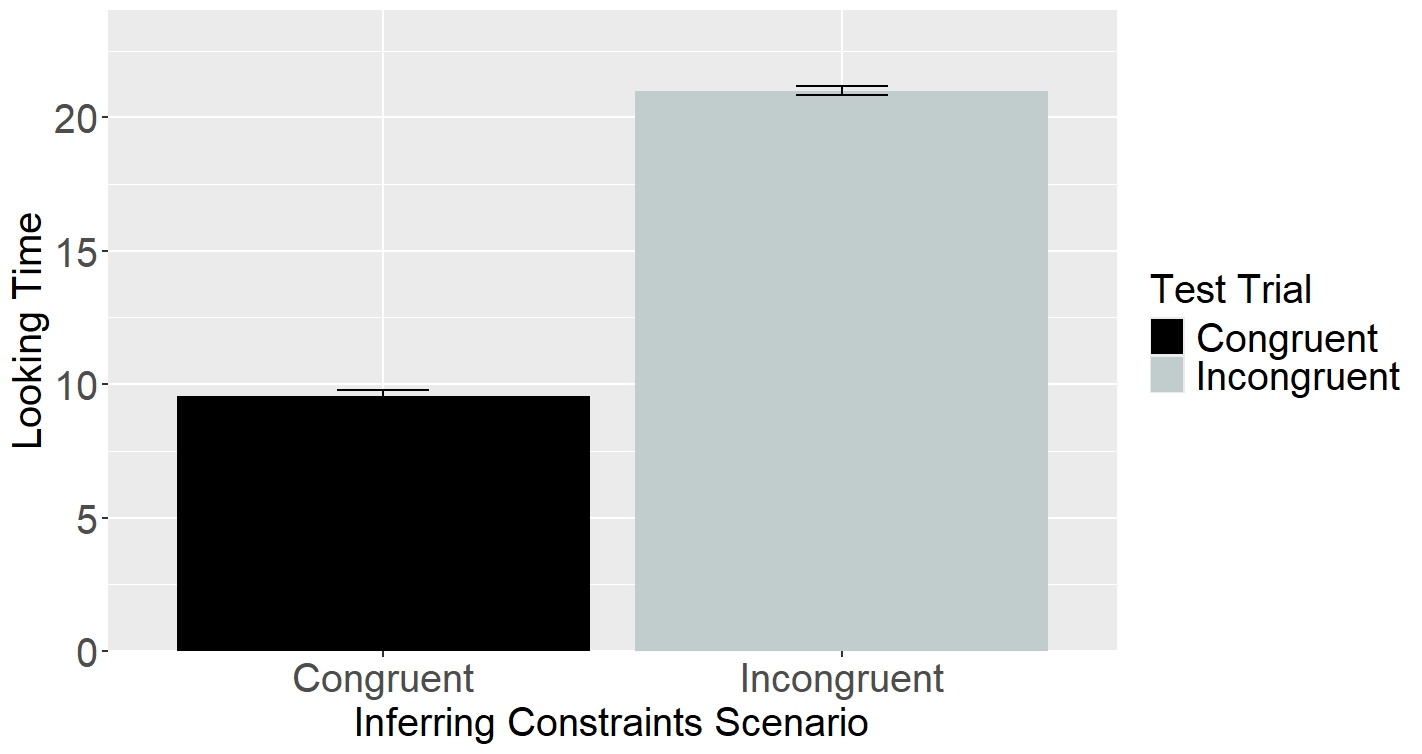 Looking Time
20
15
10
5
0
Congruent
Incongruent
Inferring Constraints Scenario
Test Trial
Congruent
Incongruent